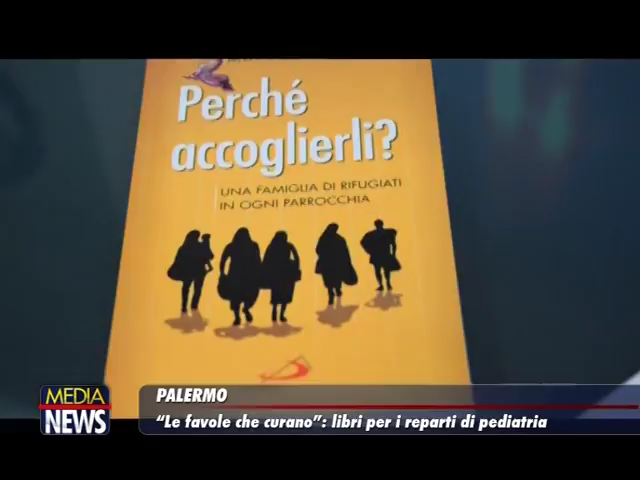 Perché
accoglierli?
UNA FAMIGLIA DI RIFUGIATI
IN OGNI PARROCCHIA
MEDIA
NEWS
PALERMO
“Le favole che curano”: libri per i reparti di pediatria